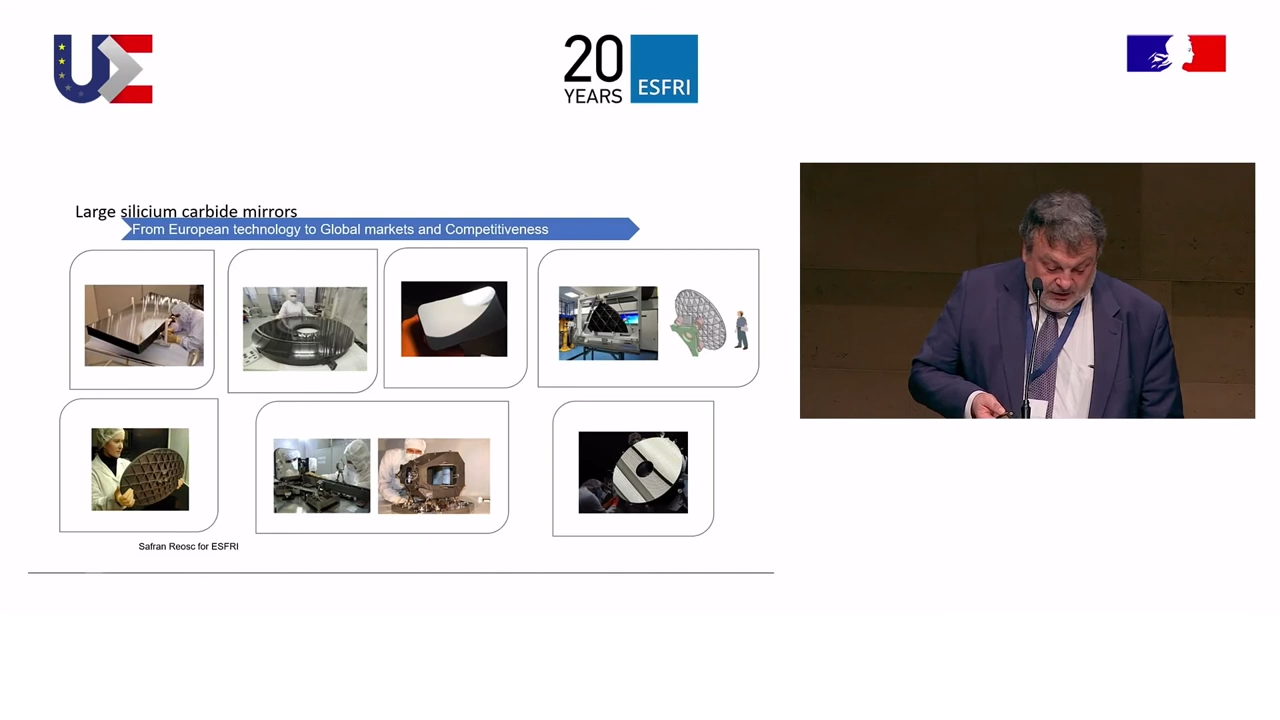 UE
20
YEARS
ESFRI
Large silicium carbide mirrors
From European technology to Global markets and Competitiveness
Safran Reosc for ESFRI